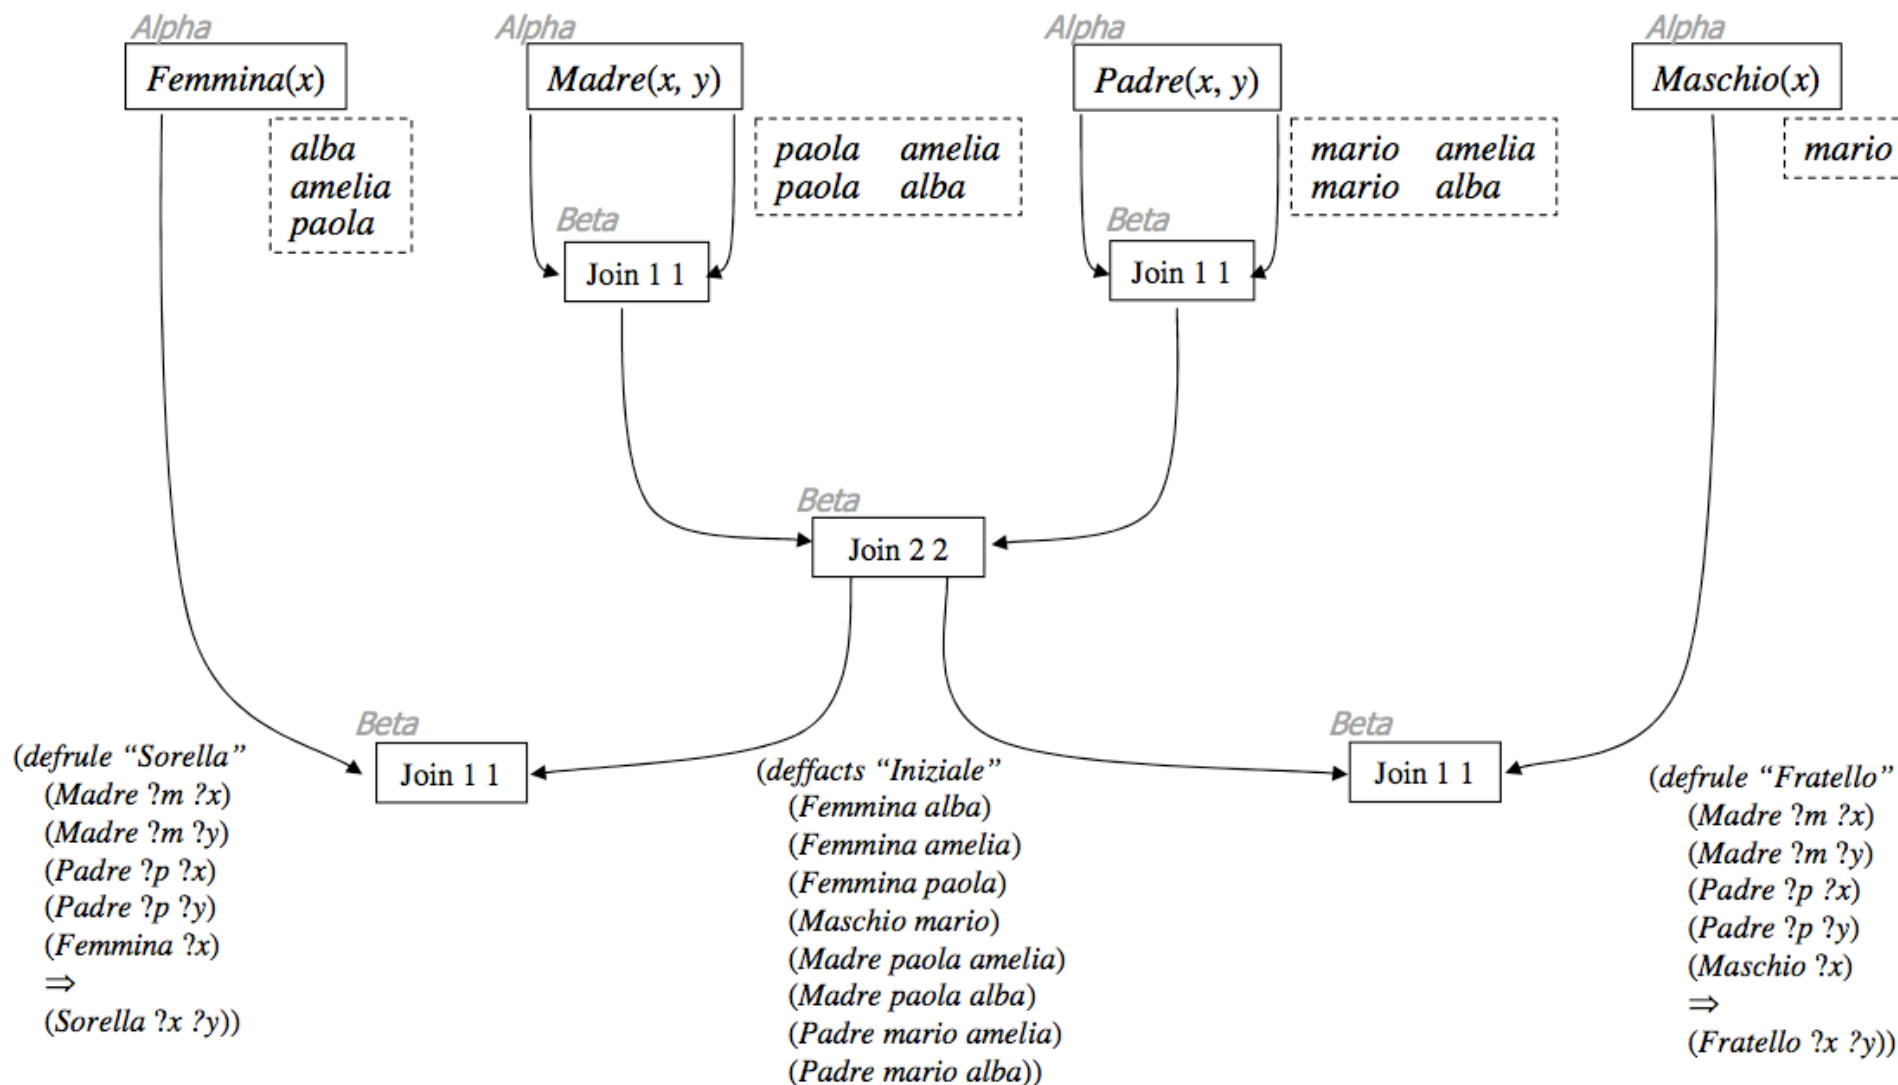 Alpha
Femmina(x)
alba
amelia
paola
Alpha
Madre(x, y)
paola amelia
paola alba
Alpha
Padre(x, y)
mario amelia
mario alba
Alpha
Maschio(x)
mario
Beta
Join 1 1
Beta
Join 1 1
Beta
Join 2 2
Beta
Join 1 1
Beta
Join 1 1
(defrule “Sorella”
(Madre ?m ?x)
(Madre ?m ?y)
(Padre ?p ?x)
(Padre ?p ?y)
(Femmina ?x)
⇒
(Sorella ?x ?y))
(deffacts “Iniziale”
(Femmina alba)
(Femmina amelia)
(Femmina paola)
(Maschio mario)
(Madre paola amelia)
(Madre paola alba)
(Padre mario amelia)
(Padre mario alba))
(defrule “Fratello”
(Madre ?m ?x)
(Madre ?m ?y)
(Padre ?p ?x)
(Padre ?p ?y)
(Maschio ?x)
⇒
(Fratello ?x ?y))